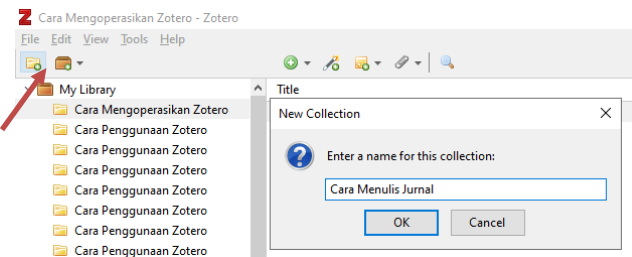 Z Cara Mengoperasikan Zotero - Zotero
File Edit View Tools Help
My Library
Cara Mengoperasikan Zotero
Cara Penggunaan Zotero
Cara Penggunaan Zotero
Cara Penggunaan Zotero
Cara Penggunaan Zotero
Cara Penggunaan Zotero
Cara Penggunaan Zotero
Cara Penggunaan Zotero
Title
New Collection
Enter a name for this collection:
Cara Menulis Jurnal
OK Cancel